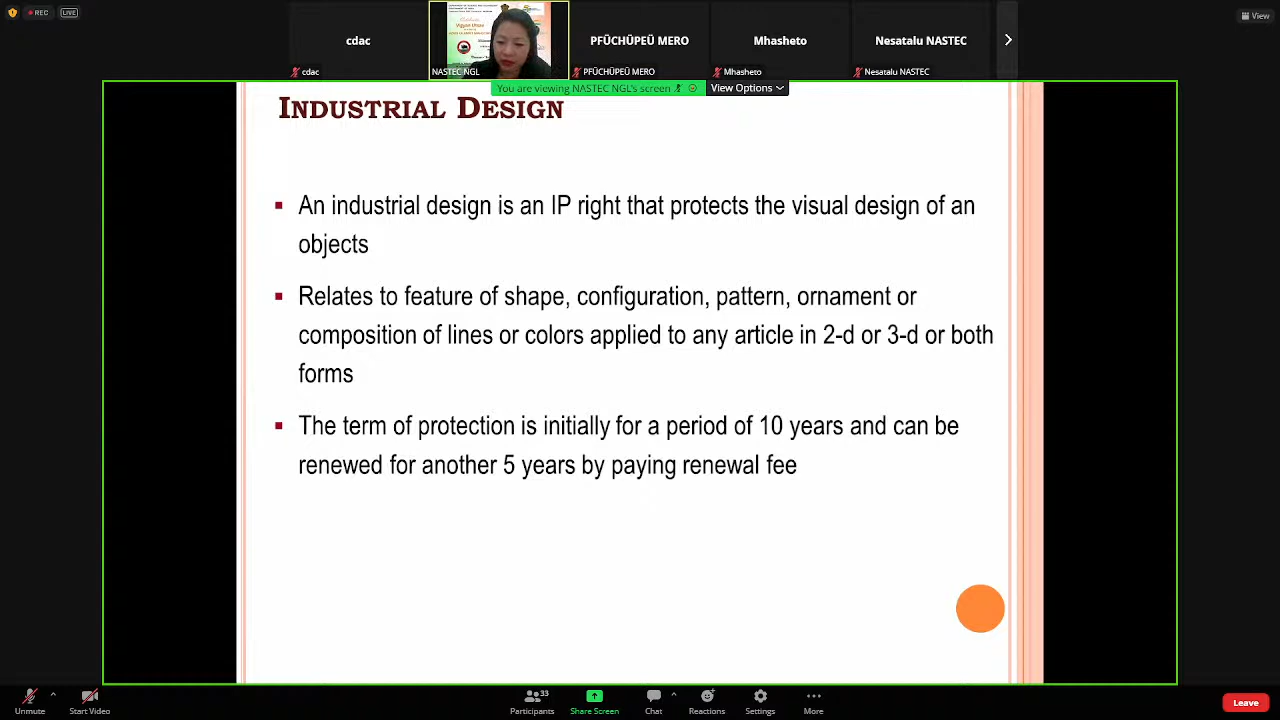 REC
LIVE
View
cdac
PFÜCHÜPEÜ MERO
Mhasheto
Nesatalu NASTEC
cdac
NASTEC NGL
PFÜCHÜPEÜ MERO
Mhasheto
Nesatalu NASTEC
You are viewing NASTEC NGL's screen
View Options
INDUSTRIAL DESIGN
An industrial design is an IP right that protects the visual design of an
objects
Relates to feature of shape, configuration, pattern, ornament or
composition of lines or colors applied to any article in 2-d or 3-d or both
forms
The term of protection is initially for a period of 10 years and can be
renewed for another 5 years by paying renewal fee
Unmute
Start Video
33
Participants
Share Screen
Chat
Reactions
Settings
More
Leave